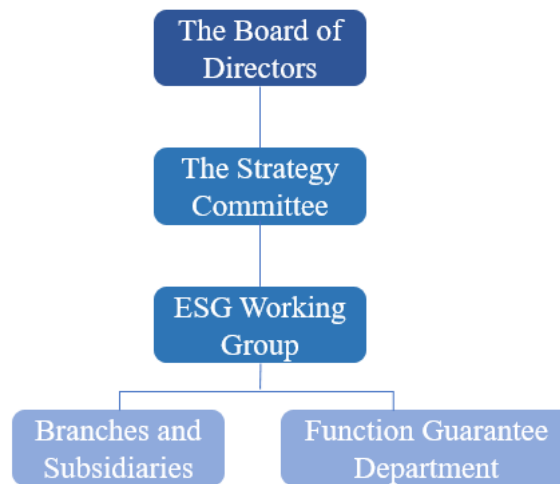 The Board of
Directors
The Strategy
Committee
ESG Working
Group
Branches and
Subsidiaries
Function Guarantee
Department